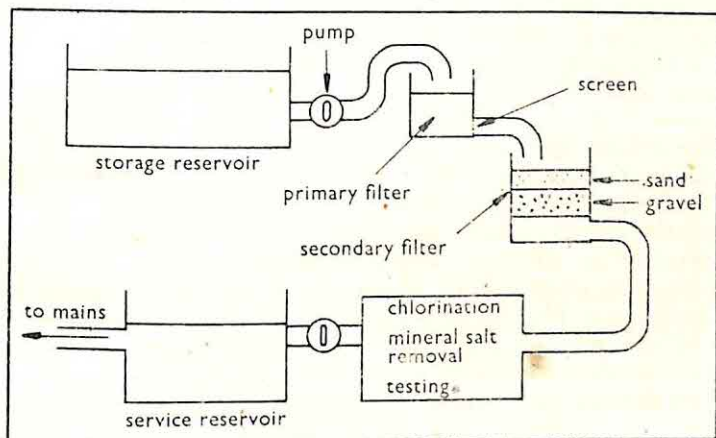 pump
screen
storage reservoir
primary filter
sand
gravel
secondary filter
to mains
chlorination
mineral salt
removal
testing
service reservoir